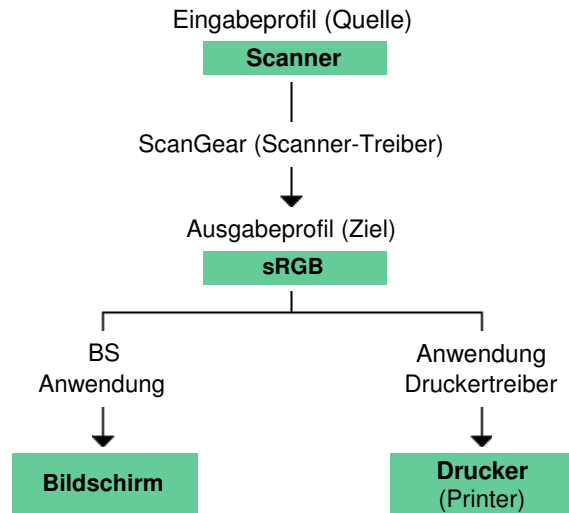 Eingabeprofil (Quelle)
Scanner
ScanGear (Scanner-Treiber)
Ausgabeprofil (Ziel)
sRGB
BS
Anwendung
Anwendung
Druckertreiber
Bildschirm
Drucker
(Printer)